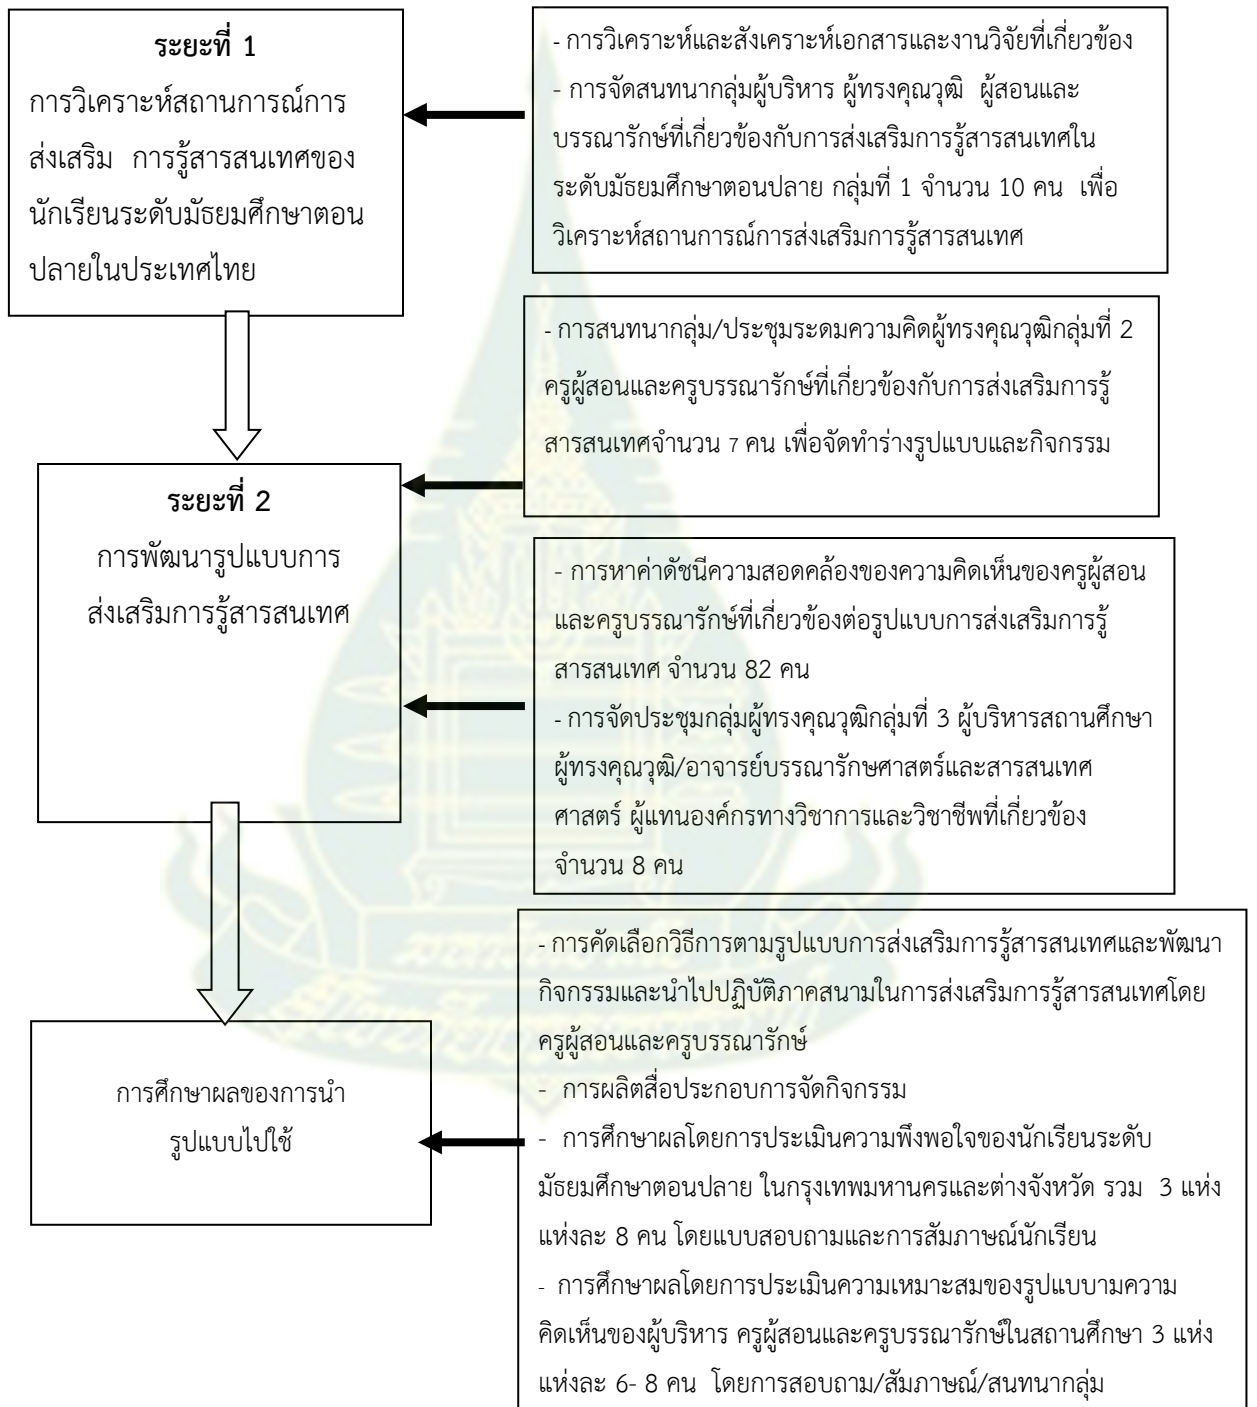 ระยะที่ 1
การวิเคราะห์สถานการณ์การ
ส่งเสริม การรู้สารสนเทศของ
นักเรียนระดับมัธยมศึกษาตอน
ปลายในประเทศไทย
- การวิเคราะห์และสังเคราะห์เอกสารและงานวิจัยที่เกี่ยวข้อง
- การจัดสนทนากลุ่มผู้บริหาร ผู้ทรงคุณวุฒิ ผู้สอนและ
บรรณารักษ์ที่เกี่ยวข้องกับการส่งเสริมการรู้สารสนเทศใน
ระดับมัธยมศึกษาตอนปลาย กลุ่มที่ 1 จำนวน 10 คน เพื่อ
วิเคราะห์สถานการณ์การส่งเสริมการรู้สารสนเทศ
- การสนทนากลุ่ม/ประชุมระดมความคิดผู้ทรงคุณวุฒิกลุ่มที่ 2
ครูผู้สอนและครูบรรณารักษ์ที่เกี่ยวข้องกับการส่งเสริมการรู้
สารสนเทศจำนวน 7 คน เพื่อจัดทำร่างรูปแบบและกิจกรรม
ระยะที่ 2
การพัฒนารูปแบบการ
ส่งเสริมการรู้สารสนเทศ
- การหาค่าดัชนีความสอดคล้องของความคิดเห็นของครูผู้สอน
และครูบรรณารักษ์ที่เกี่ยวข้องต่อรูปแบบการส่งเสริมการรู้
สารสนเทศ จำนวน 82 คน
- การจัดประชุมกลุ่มผู้ทรงคุณวุฒิกลุ่มที่ 3 ผู้บริหารสถานศึกษา
ผู้ทรงคุณวุฒิ/อาจารย์บรรณารักษศาสตร์และสารสนเทศ
ศาสตร์ ผู้แทนองค์กรทางวิชาการและวิชาชีพที่เกี่ยวข้อง
จำนวน 8 คน
การศึกษาผลของการนำ
รูปแบบไปใช้
- การคัดเลือกวิธีการตามรูปแบบการส่งเสริมการรู้สารสนเทศและพัฒนา
กิจกรรมและนำไปปฏิบัติภาคสนามในการส่งเสริมการรู้สารสนเทศโดย
ครูผู้สอนและครูบรรณารักษ์
- การผลิตสื่อประกอบการจัดกิจกรรม
- การศึกษาผลโดยการประเมินความพึงพอใจของนักเรียนระดับ
มัธยมศึกษาตอนปลาย ในกรุงเทพมหานครและต่างจังหวัด รวม 3 แห่ง
แห่งละ 8 คน โดยแบบสอบถามและการสัมภาษณ์นักเรียน
- การศึกษาผลโดยการประเมินความเหมาะสมของรูปแบบามความ
คิดเห็นของผู้บริหาร ครูผู้สอนและครูบรรณารักษ์ในสถานศึกษา 3 แห่ง
แห่งละ 6- 8 คน โดยการสอบถาม/สัมภาษณ์/สนทนากลุ่ม